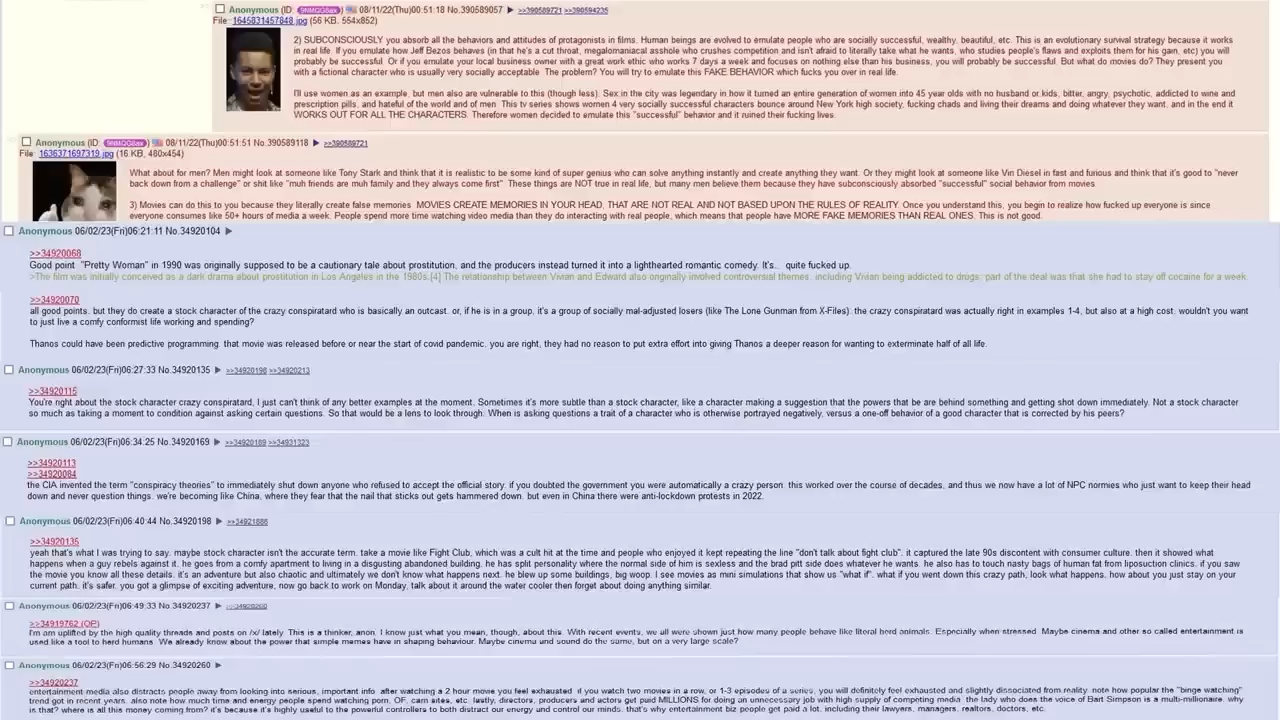 Anonymous (ID: 9NMQG8ax) 08/11/22(Thu)00:51:18 No.390589057 ▶ >>390589721 >>390594235
File: 1645831457848.jpg (56 KB, 554x852)
2) SUBCONSCIOUSLY you absorb all the behaviors and attitudes of protagonists in films. Human beings are evolved to emulate people who are socially successful, wealthy, beautiful, etc. This is an evolutionary survival strategy because it works
in real life. If you emulate how Jeff Bezos behaves (in that he's a cut throat, megalomaniacal asshole who crushes competition and isn't afraid to literally take what he wants, who studies people's flaws and exploits them for his gain, etc) you will
probably be successful. Or if you emulate your local business owner with a great work ethic who works 7 days a week and focuses on nothing else than his business, you will probably be successful. But what do movies do? They present you
with a fictional character who is usually very socially acceptable. The problem? You will try to emulate this FAKE BEHAVIOR which fucks you over in real life.
I'll use women as an example, but men also are vulnerable to this (though less). Sex in the city was legendary in how it turned an entire generation of women into 45 year olds with no husband or kids, bitter, angry, psychotic, addicted to wine and
prescription pills, and hateful of the world and of men. This tv series shows women 4 very socially successful characters bounce around New York high society, fucking chads and living their dreams and doing whatever they want, and in the end it
WORKS OUT FOR ALL THE CHARACTERS. Therefore women decided to emulate this "successful" behavior and it ruined their fucking lives.
Anonymous (ID: 9NMQG8ax) 08/11/22(Thu)00:51:51 No.390589118 ▶ >>390589721
File: 1636371697319.jpg (16 KB, 480x454)
What about for men? Men might look at someone like Tony Stark and think that it is realistic to be some kind of super genius who can solve anything instantly and create anything they want. Or they might look at someone like Vin Diesel in fast and furious and think that it's good to "never
back down from a challenge" or shit like "muh friends are muh family and they always come first" These things are NOT true in real life, but many men believe them because they have subconsciously absorbed "successful" social behavior from movies.
3) Movies can do this to you because they literally create false memories MOVIES CREATE MEMORIES IN YOUR HEAD, THAT ARE NOT REAL AND NOT BASED UPON THE RULES OF REALITY. Once you understand this, you begin to realize how fucked up everyone is since
everyone consumes like 50+ hours of media a week. People spend more time watching video media than they do interacting with real people, which means that people have MORE FAKE MEMORIES THAN REAL ONES. This is not good.
Anonymous 06/02/23(Fri)06:21:11 No.34920104 ▶
>>34920068
Good point "Pretty Woman" in 1990 was originally supposed to be a cautionary tale about prostitution, and the producers instead turned it into a lighthearted romantic comedy. It's... quite fucked up.
>The film was initially conceived as a dark drama about prostitution in Los Angeles in the 1980s.[4] The relationship between Vivian and Edward also originally involved controversial themes, including Vivian being addicted to drugs; part of the deal was that she had to stay off cocaine for a week.
>>34920070
all good points. but they do create a stock character of the crazy conspiratard who is basically an outcast. or, if he is in a group, it's a group of socially mal-adjusted losers (like The Lone Gunman from X-Files). the crazy conspiratard was actually right in examples 1-4, but also at a high cost. wouldn't you want
to just live a comfy conformist life working and spending?
Thanos could have been predictive programming. that movie was released before or near the start of covid pandemic. you are right, they had no reason to put extra effort into giving Thanos a deeper reason for wanting to exterminate half of all life.
Anonymous 06/02/23(Fri)06:27:33 No.34920135 ▶ >>34920198 >>34920213
>>34920115
You're right about the stock character crazy conspiratard, I just can't think of any better examples at the moment. Sometimes it's more subtle than a stock character, like a character making a suggestion that the powers that be are behind something and getting shot down immediately. Not a stock character
so much as taking a moment to condition against asking certain questions. So that would be a lens to look through. When is asking questions a trait of a character who is otherwise portrayed negatively, versus a one-off behavior of a good character that is corrected by his peers?
Anonymous 06/02/23(Fri)06:34:25 No.34920169 ▶ >>34920189 >>34931323
>>34920113
>>34920084
the CIA invented the term "conspiracy theories" to immediately shut down anyone who refused to accept the official story. if you doubted the government you were automatically a crazy person. this worked over the course of decades, and thus we now have a lot of NPC normies who just want to keep their head
down and never question things. we're becoming like China, where they fear that the nail that sticks out gets hammered down. but even in China there were anti-lockdown protests in 2022.
Anonymous 06/02/23(Fri)06:40:44 No.34920198 ▶ >>34921886
>>34920135
yeah that's what I was trying to say. maybe stock character isn't the accurate term. take a movie like Fight Club, which was a cult hit at the time and people who enjoyed it kept repeating the line "don't talk about fight club". it captured the late 90s discontent with consumer culture. then it showed what
happens when a guy rebels against it. he goes from a comfy apartment to living in a disgusting abandoned building. he has split personality where the normal side of him is sexless and the brad pitt side does whatever he wants. he also has to touch nasty bags of human fat from liposuction clinics. if you saw
the movie you know all these details. it's an adventure but also chaotic and ultimately we don't know what happens next. he blew up some buildings, big woop. I see movies as mini simulations that show us "what if". what if you went down this crazy path, look what happens. how about you just stay on your
current path. it's safer. you got a glimpse of exciting adventure, now go back to work on Monday, talk about it around the water cooler then forget about doing anything similar.
Anonymous 06/02/23(Fri)06:49:33 No.34920237 ▶ >>34920260
>>34919762 (OP)
I'm am uplifted by the high quality threads and posts on /x/ lately. This is a thinker, anon. I know just what you mean, though, about this. With recent events, we all were shown just how many people behave like literal herd animals. Especially when stressed. Maybe cinema and other so called entertainment is
used like a tool to herd humans. We already know about the power that simple memes have in shaping behaviour. Maybe cinema and sound do the same, but on a very large scale?
Anonymous 06/02/23(Fri)06:56:29 No.34920260 ▶
>>34920237
entertainment media also distracts people away from looking into serious, important info. after watching a 2 hour movie you feel exhausted. if you watch two movies in a row, or 1-3 episodes of a series, you will definitely feel exhausted and slightly dissociated from reality. note how popular the "binge watching"
trend got in recent years. also note how much time and energy people spend watching porn, OF, cam sites, etc. lastly, directors, producers and actors get paid MILLIONS for doing an unnecessary job with high supply of competing media. the lady who does the voice of Bart Simpson is a multi-millionaire. why
is that? where is all this money coming from? it's because it's highly useful to the powerful controllers to both distract our energy and control our minds. that's why entertainment biz people get paid a lot. including their lawyers, managers, realtors, doctors, etc.